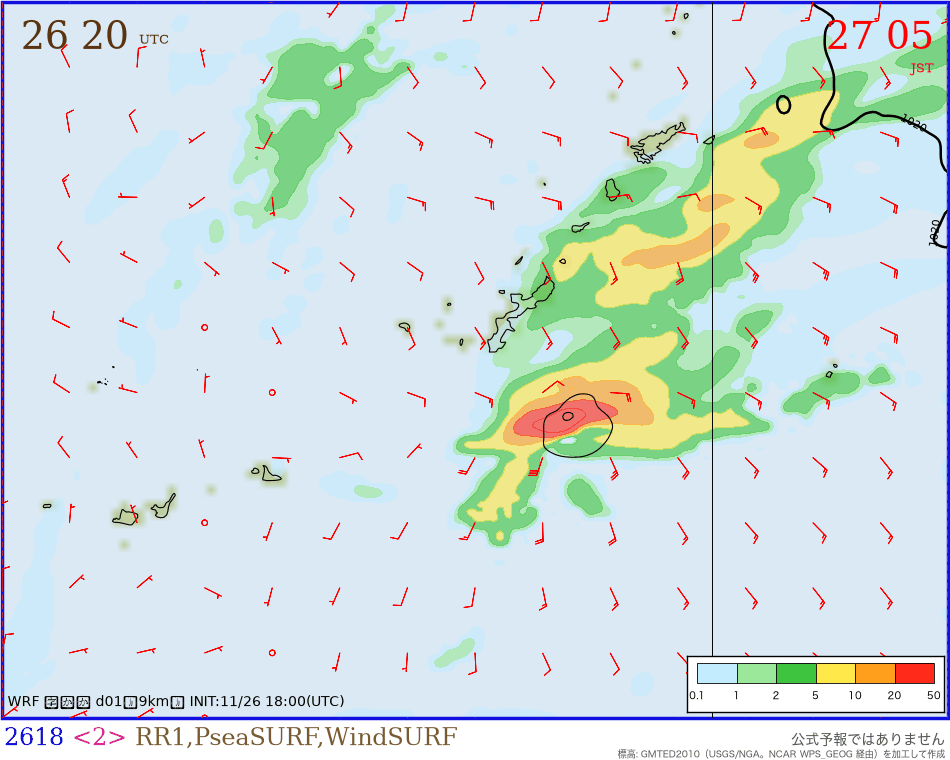 26 20 UTC
27 05
JST
1020
1020
0.1 1 2 5 10 20 50
WRF d01 9km INIT:11/26 18:00(UTC)
2618 <2> RR1,PseaSURF,WindSURF
公式予報ではありません
標高: GMTED2010（USGS/NGA。NCAR WPS_GEOG 経由）を加工して作成